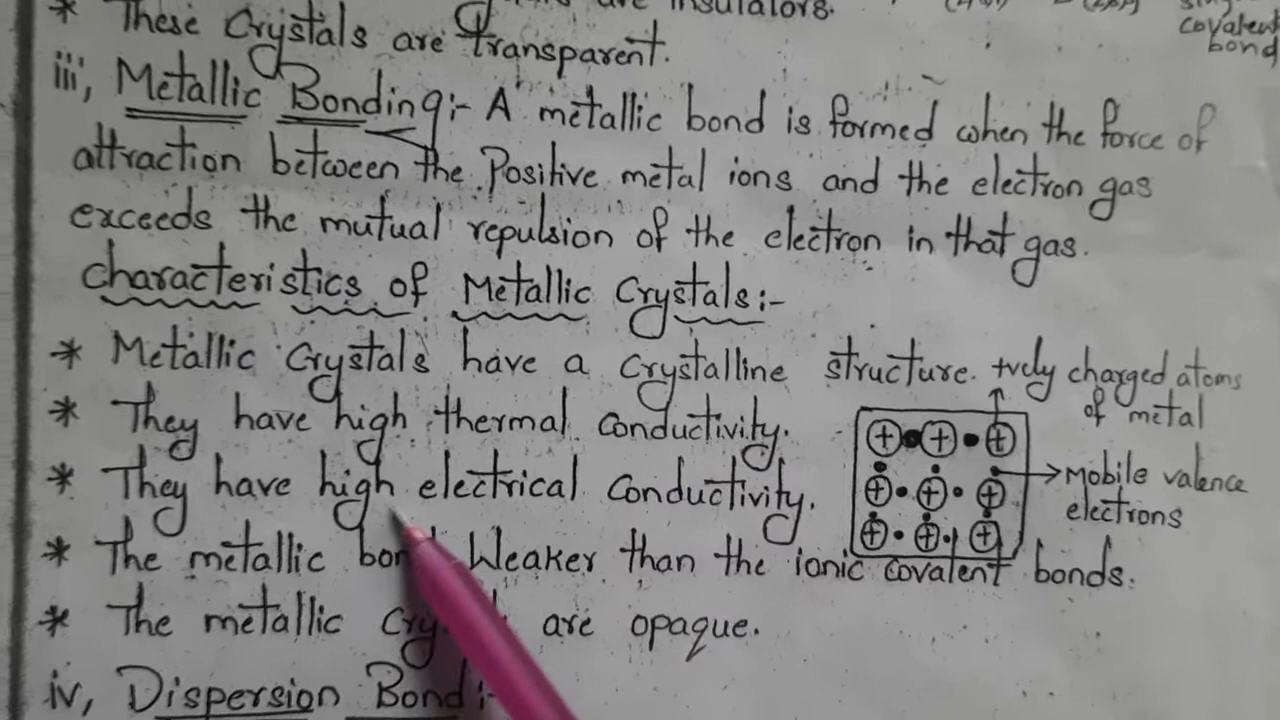 are insulators.
* These Crystals are transparent.
covalent
bond
iii, Metallic Bonding:- A metallic bond is formed when the force of
attraction between the Positive metal ions and the electron gas
exceeds the mutual repulsion of the electron in that gas.
Characteristics of Metallic Crystals:-
* Metallic Crystals have a crystalline structure.
+vely charged atoms
of metal
* They have high thermal conductivity.
* They have high electrical conductivity.
Mobile valence
electrons
* The metallic Weaker than the ionic covalent bonds.
* The metallic are opaque.
iv, Dispersion Bond:-